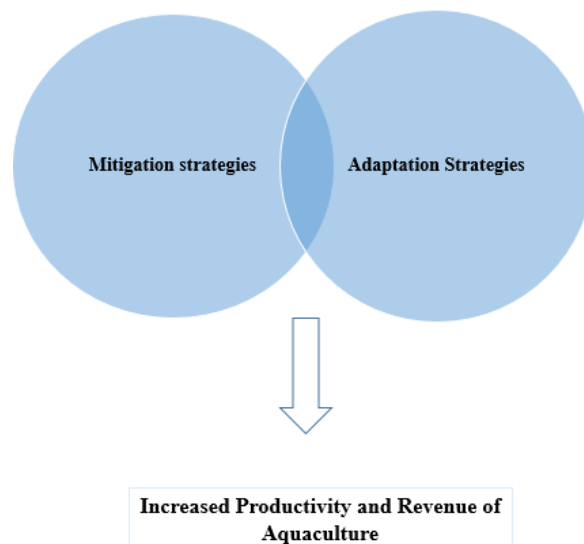 Mitigation strategies
Adaptation Strategies
Increased Productivity and Revenue of
Aquaculture